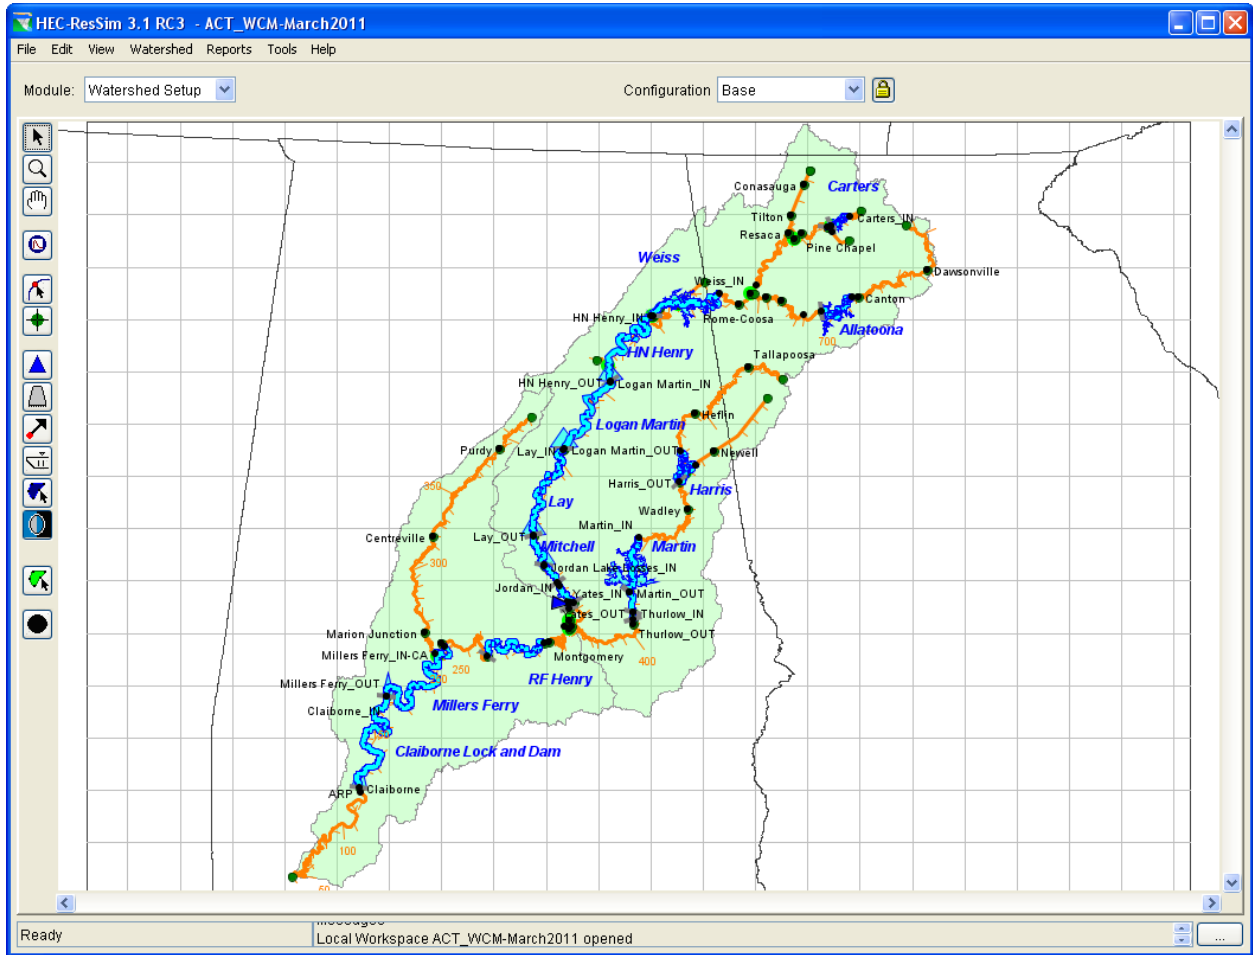 HEC-ResSim 3.1 RC3 - ACT_WCM-March2011
File Edit View Watershed Reports Tools Help
Module: Watershed Setup
Configuration Base
Conasauga
Carters
Tilton
Carters_IN
Resaca
Pine Chapel
Weiss
Dawsonville
Weiss_IN
Canton
HN Henry_IN
Rome-Coosa
Allatoona
700
HN Henry
Tallapoosa
HN Henry_OUT
Logan Martin_IN
Heflin
Logan Martin
Purdy
Lay_IN
Logan Martin_OUT
Newell
350
Harris_OUT
Harris
Lay
Wadley
Martin_IN
Centreville
Lay_OUT
Mitchell
Martin
300
Jordan Lake-Losses_IN
Jordan_IN
Yates_IN
Martin_OUT
Yates_OUT
Thurlow_IN
Marion Junction
Thurlow_OUT
Millers Ferry_IN-CA
250
Montgomery
400
RF Henry
Millers Ferry_OUT
Millers Ferry
Claiborne_IN
Claiborne Lock and Dam
ARP
Claiborne
100
50
Ready
messages
Local Workspace ACT_WCM-March2011 opened
...